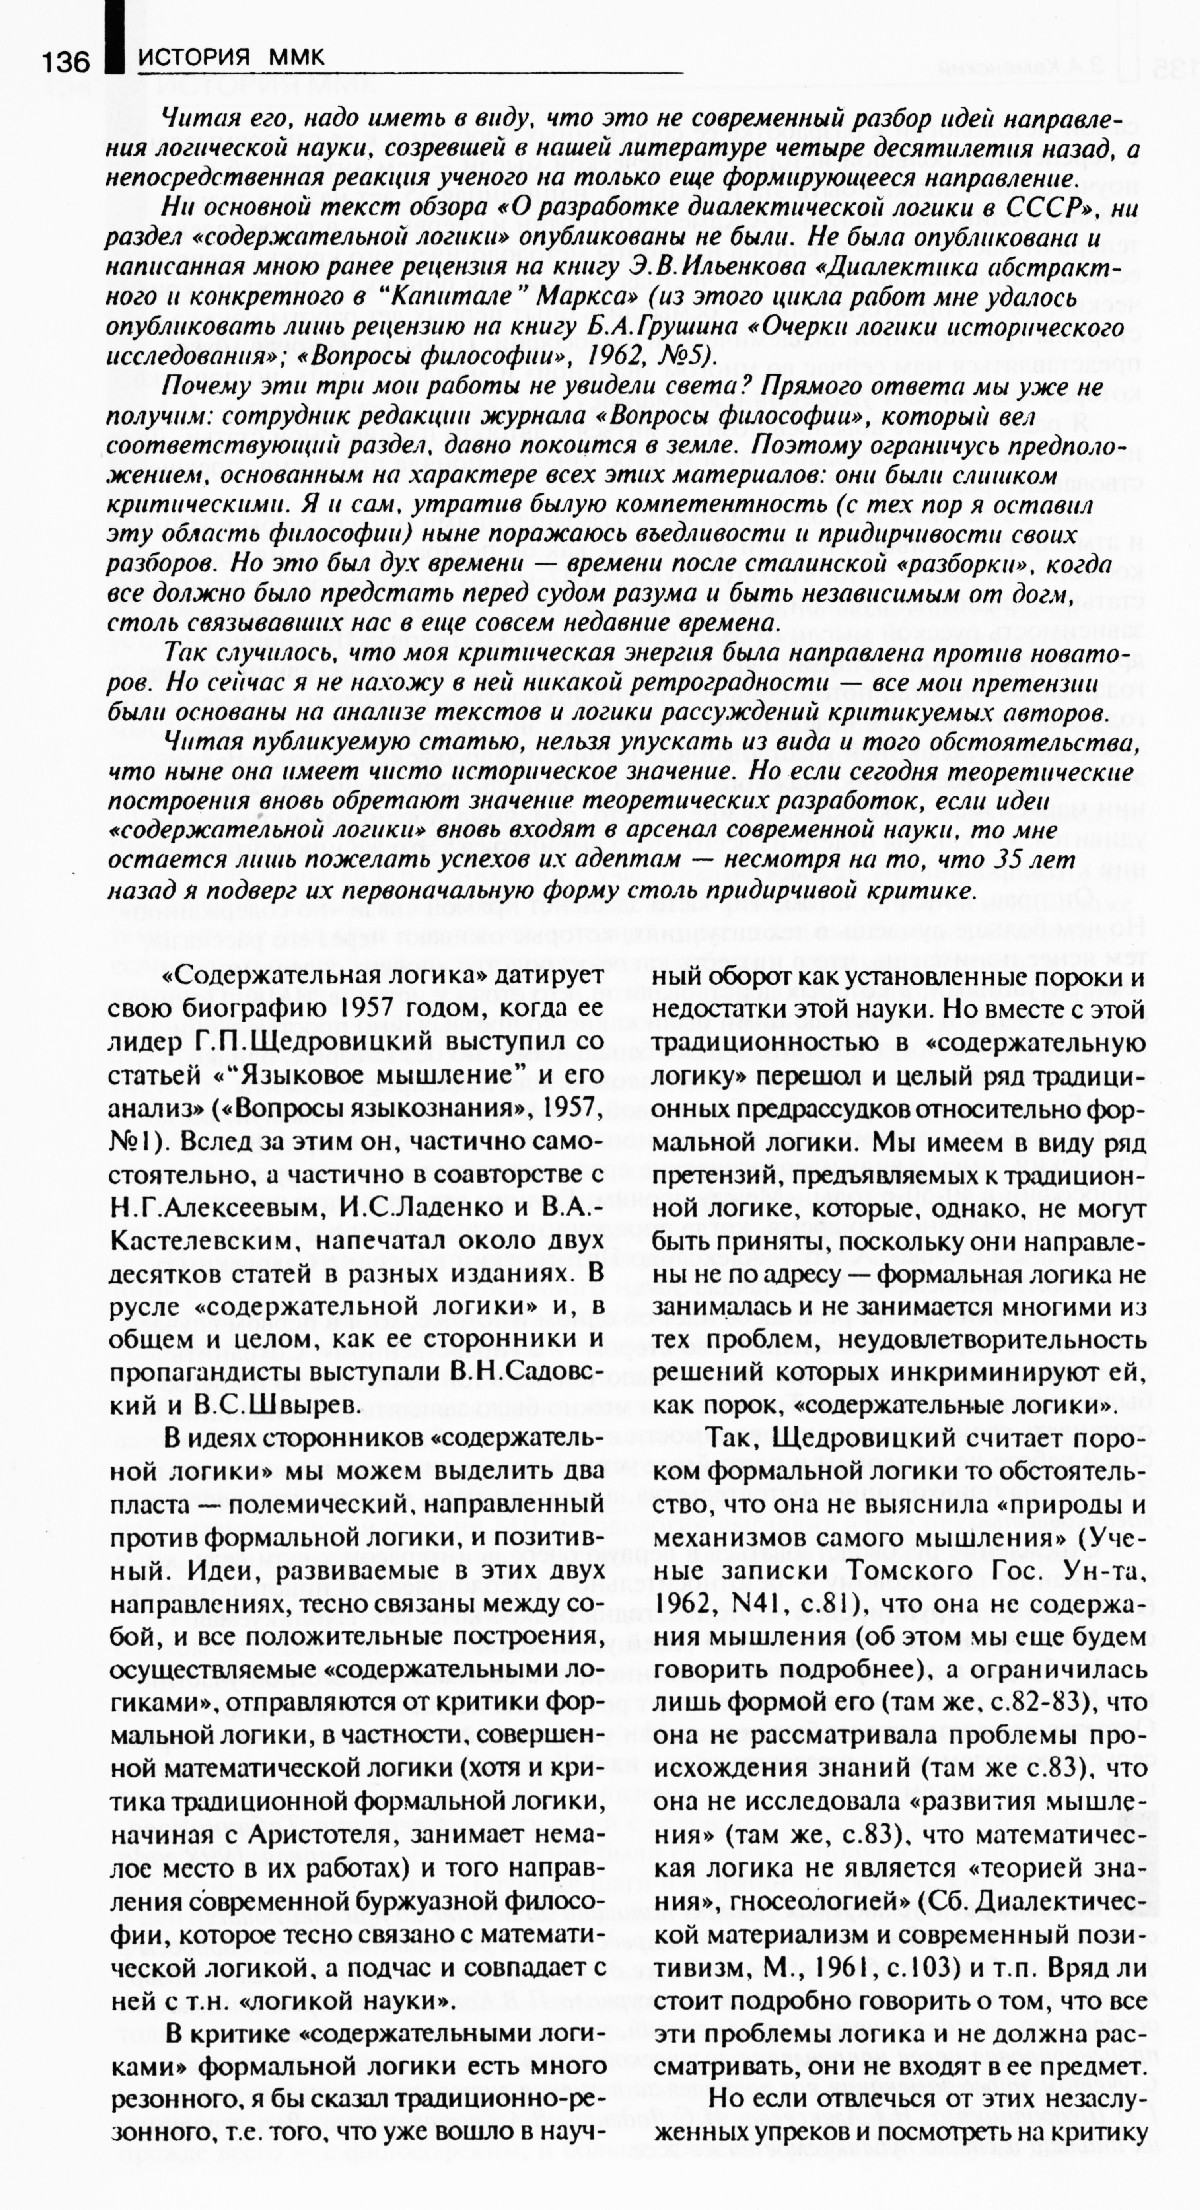 136
ИСТОРИЯ ММК
Читая его, надо иметь в виду, что это не современный разбор идей направле-
ния логической науки, созревшей в нашей литературе четыре десятилетия назад, а
непосредственная реакция ученого на только еще формирующееся направление.
Ни основной текст обзора «О разработке диалектической логики в СССР», ни
раздел «содержательной логики» опубликованы не были. Не была опубликована и
написанная мною ранее рецензия на книгу Э.В.Ильенкова «Диалектика абстракт-
ного и конкретного в “Капитале” Маркса» (из этого цикла работ мне удалось
опубликовать лишь рецензию на книгу Б.А.Грушина «Очерки логики исторического
исследования»; «Вопросы философии», 1962, №5).
Почему эти три мои работы не увидели света? Прямого ответа мы уже не
получим: сотрудник редакции журнала «Вопросы философии», который вел
соответствующий раздел, давно покоится в земле. Поэтому ограничусь предполо-
жением, основанным на характере всех этих материалов: они были слишком
критическими. Я и сам, утратив былую компетентность (с тех пор я оставил
эту область философии) ныне поражаюсь въедливости и придирчивости своих
разборов. Но это был дух времени — времени после сталинской «разборки», когда
все должно было предстать перед судом разума и быть независимым от догм,
столь связывавших нас в еще совсем недавние времена.
Так случилось, что моя критическая энергия была направлена против новато-
ров. Но сейчас я не нахожу в ней никакой ретроградности — все мои претензии
были основаны на анализе текстов и логики рассуждений критикуемых авторов.
Читая публикуемую статью, нельзя упускать из вида и того обстоятельства,
что ныне она имеет чисто историческое значение. Но если сегодня теоретические
построения вновь обретают значение теоретических разработок, если идеи
«содержательной логики» вновь входят в арсенал современной науки, то мне
остается лишь пожелать успехов их адептам — несмотря на то, что 35 лет
назад я подверг их первоначальную форму столь придирчивой критике.
«Содержательная логика» датирует
свою биографию 1957 годом, когда ее
лидер Г.П.Щедровицкий выступил со
статьей «“Языковое мышление” и его
анализ» («Вопросы языкознания», 1957,
№1). Вслед за этим он, частично само-
стоятельно, а частично в соавторстве с
Н.Г.Алексеевым, И.С.Ладенко и В.А.-
Кастелевским, напечатал около двух
десятков статей в разных изданиях. В
русле «содержательной логики» и, в
общем и целом, как ее сторонники и
пропагандисты выступали В.Н.Садовс-
кий и В.С.Швырев.
В идеях сторонников «содержатель-
ной логики» мы можем выделить два
пласта — полемический, направленный
против формальной логики, и позитив-
ный. Идеи, развиваемые в этих двух
направлениях, тесно связаны между со-
бой, и все положительные построения,
осуществляемые «содержательными ло-
гиками», отправляются от критики фор-
мальной логики, в частности, совершен-
ной математической логики (хотя и кри-
тика традиционной формальной логики,
начиная с Аристотеля, занимает нема-
лое место в их работах) и того направ-
ления современной буржуазной филосо-
фии, которое тесно связано с математи-
ческой логикой, а подчас и совпадает с
ней с т.н. «логикой науки».
В критике «содержательными логи-
ками» формальной логики есть много
резонного, я бы сказал традиционно-ре-
зонного, т.е. того, что уже вошло в науч-
ный оборот как установленные пороки и
недостатки этой науки. Но вместе с этой
традиционностью в «содержательную
логику» перешол и целый ряд традици-
онных предрассудков относительно фор-
мальной логики. Мы имеем в виду ряд
претензий, предъявляемых к традицион-
ной логике, которые, однако, не могут
быть приняты, поскольку они направле-
ны не по адресу — формальная логика не
занималась и не занимается многими из
тех проблем, неудовлетворительность
решений которых инкриминируют ей,
как порок, «содержательные логики».
Так, Щедровицкий считает поро-
ком формальной логики то обстоятель-
ство, что она не выяснила «природы и
механизмов самого мышления» (Уче-
ные записки Томского Гос. Ун-та,
1962, N41, с.81), что она не содержа-
ния мышления (об этом мы еще будем
говорить подробнее), а ограничилась
лишь формой его (там же, с.82-83), что
она не рассматривала проблемы про-
исхождения знаний (там же с.83), что
она не исследовала «развития мышле-
ния» (там же, с.83), что математичес-
кая логика не является «теорией зна-
ния», гносеологией» (Сб. Диалектичес-
кой материализм и современный пози-
тивизм, М., 1961, с.103) и т.п. Вряд ли
стоит подробно говорить о том, что все
эти проблемы логика и не должна рас-
сматривать, они не входят в ее предмет.
Но если отвлечься от этих незаслу-
женных упреков и посмотреть на критику